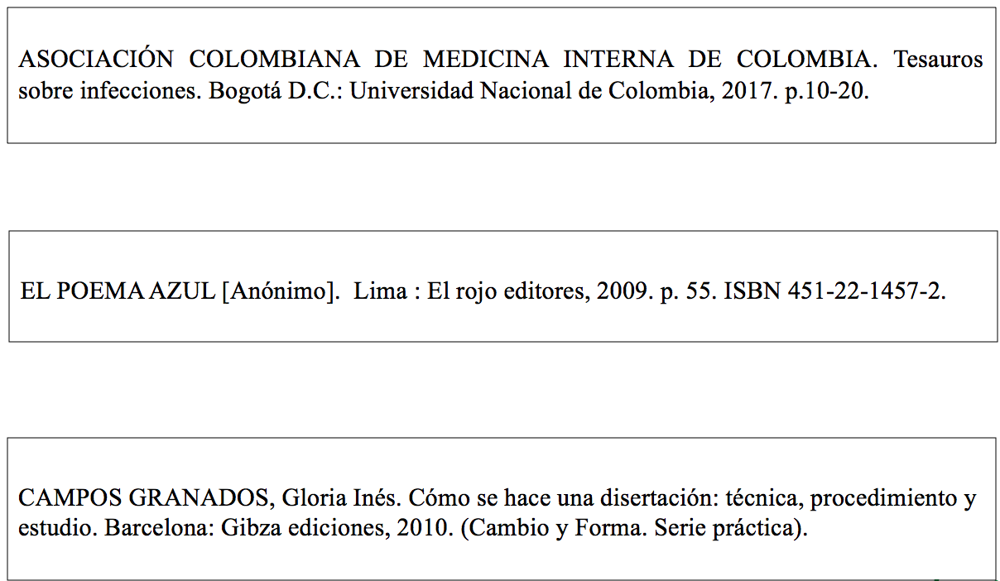 ASOCIACIÓN COLOMBIANA DE MEDICINA INTERNA DE COLOMBIA. Tesauros
sobre infecciones. Bogotá D.C.: Universidad Nacional de Colombia, 2017. p.10-20.
EL POEMA AZUL [Anónimo].  Lima : El rojo editores, 2009. p. 55. ISBN 451-22-1457-2.
CAMPOS GRANADOS, Gloria Inés. Cómo se hace una disertación: técnica, procedimiento y
estudio. Barcelona: Gibza ediciones, 2010. (Cambio y Forma. Serie práctica).